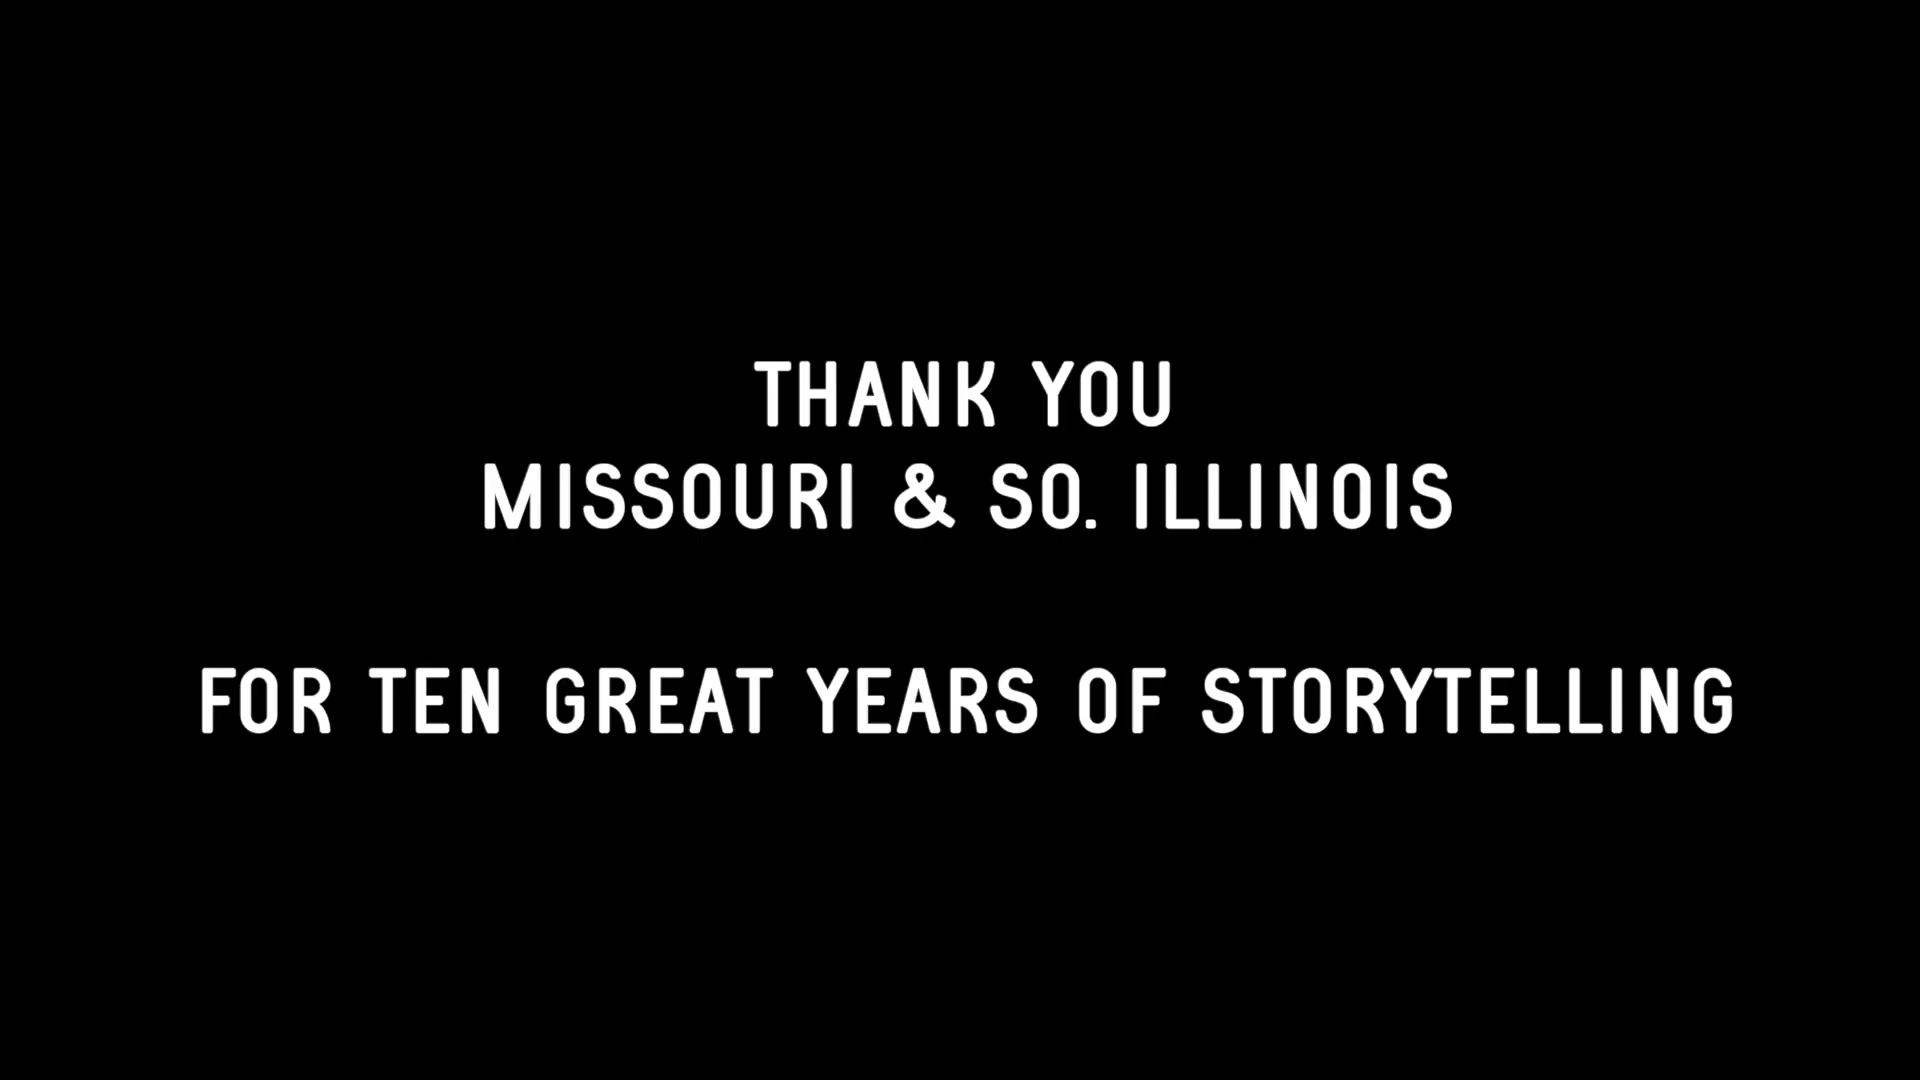 THANK YOU
MISSOURI & SO. ILLINOIS
FOR TEN GREAT YEARS OF STORYTELLING